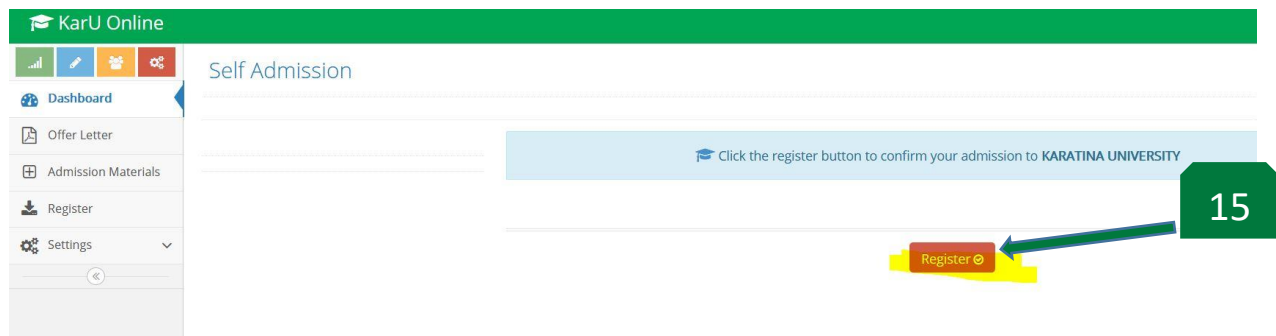 KarU Online
Self Admission
Dashboard
Offer Letter
Admission Materials
Register
Settings
Click the register button to confirm your admission to KARATINA UNIVERSITY
15
Register